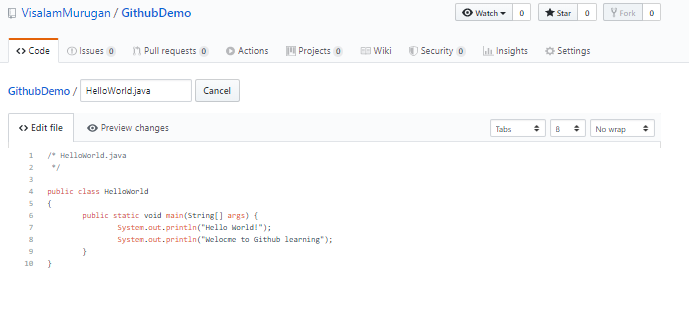 VisalamMurugan / GithubDemo
Watch 0 Star 0 Fork 0
Code Issues 0 Pull requests 0 Actions Projects 0 Wiki Security 0 Insights Settings
GithubDemo / HelloWorld.java Cancel
Edit file Preview changes Tabs 8 No wrap
1 /* HelloWorld.java
2 */
3
4 public class HelloWorld
5 {
6 public static void main(String[] args) {
7 System.out.println("Hello World!");
8 System.out.println("Welocme to Github learning");
9 }
10 }